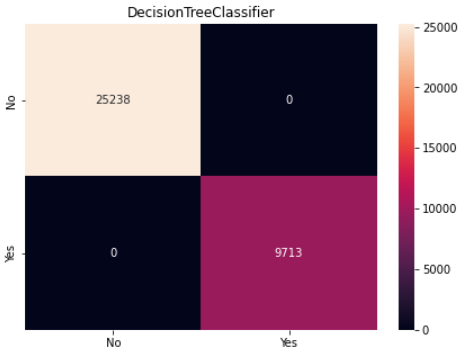 DecisionTreeClassifier
25000
No 25238 0
20000
15000
10000
Yes 0 9713
5000
0
No Yes